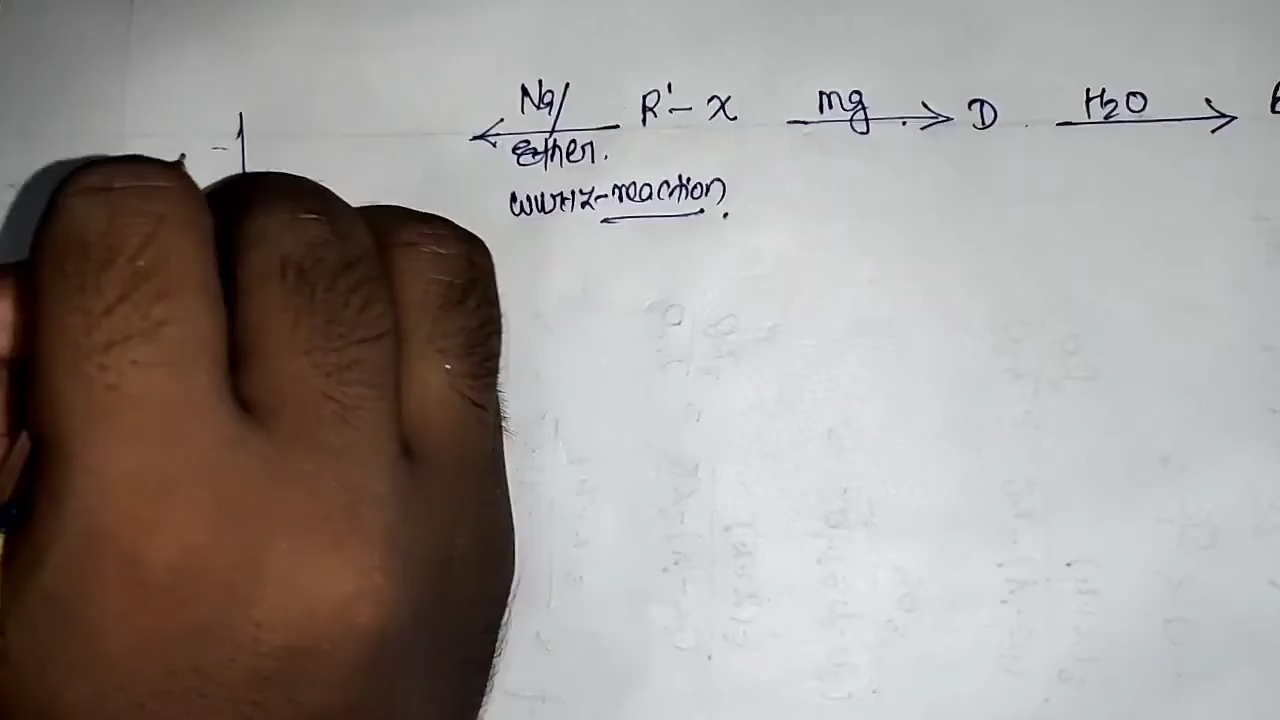 Na/ R'- X mg D H2O
Ether.
wurtz-reaction.